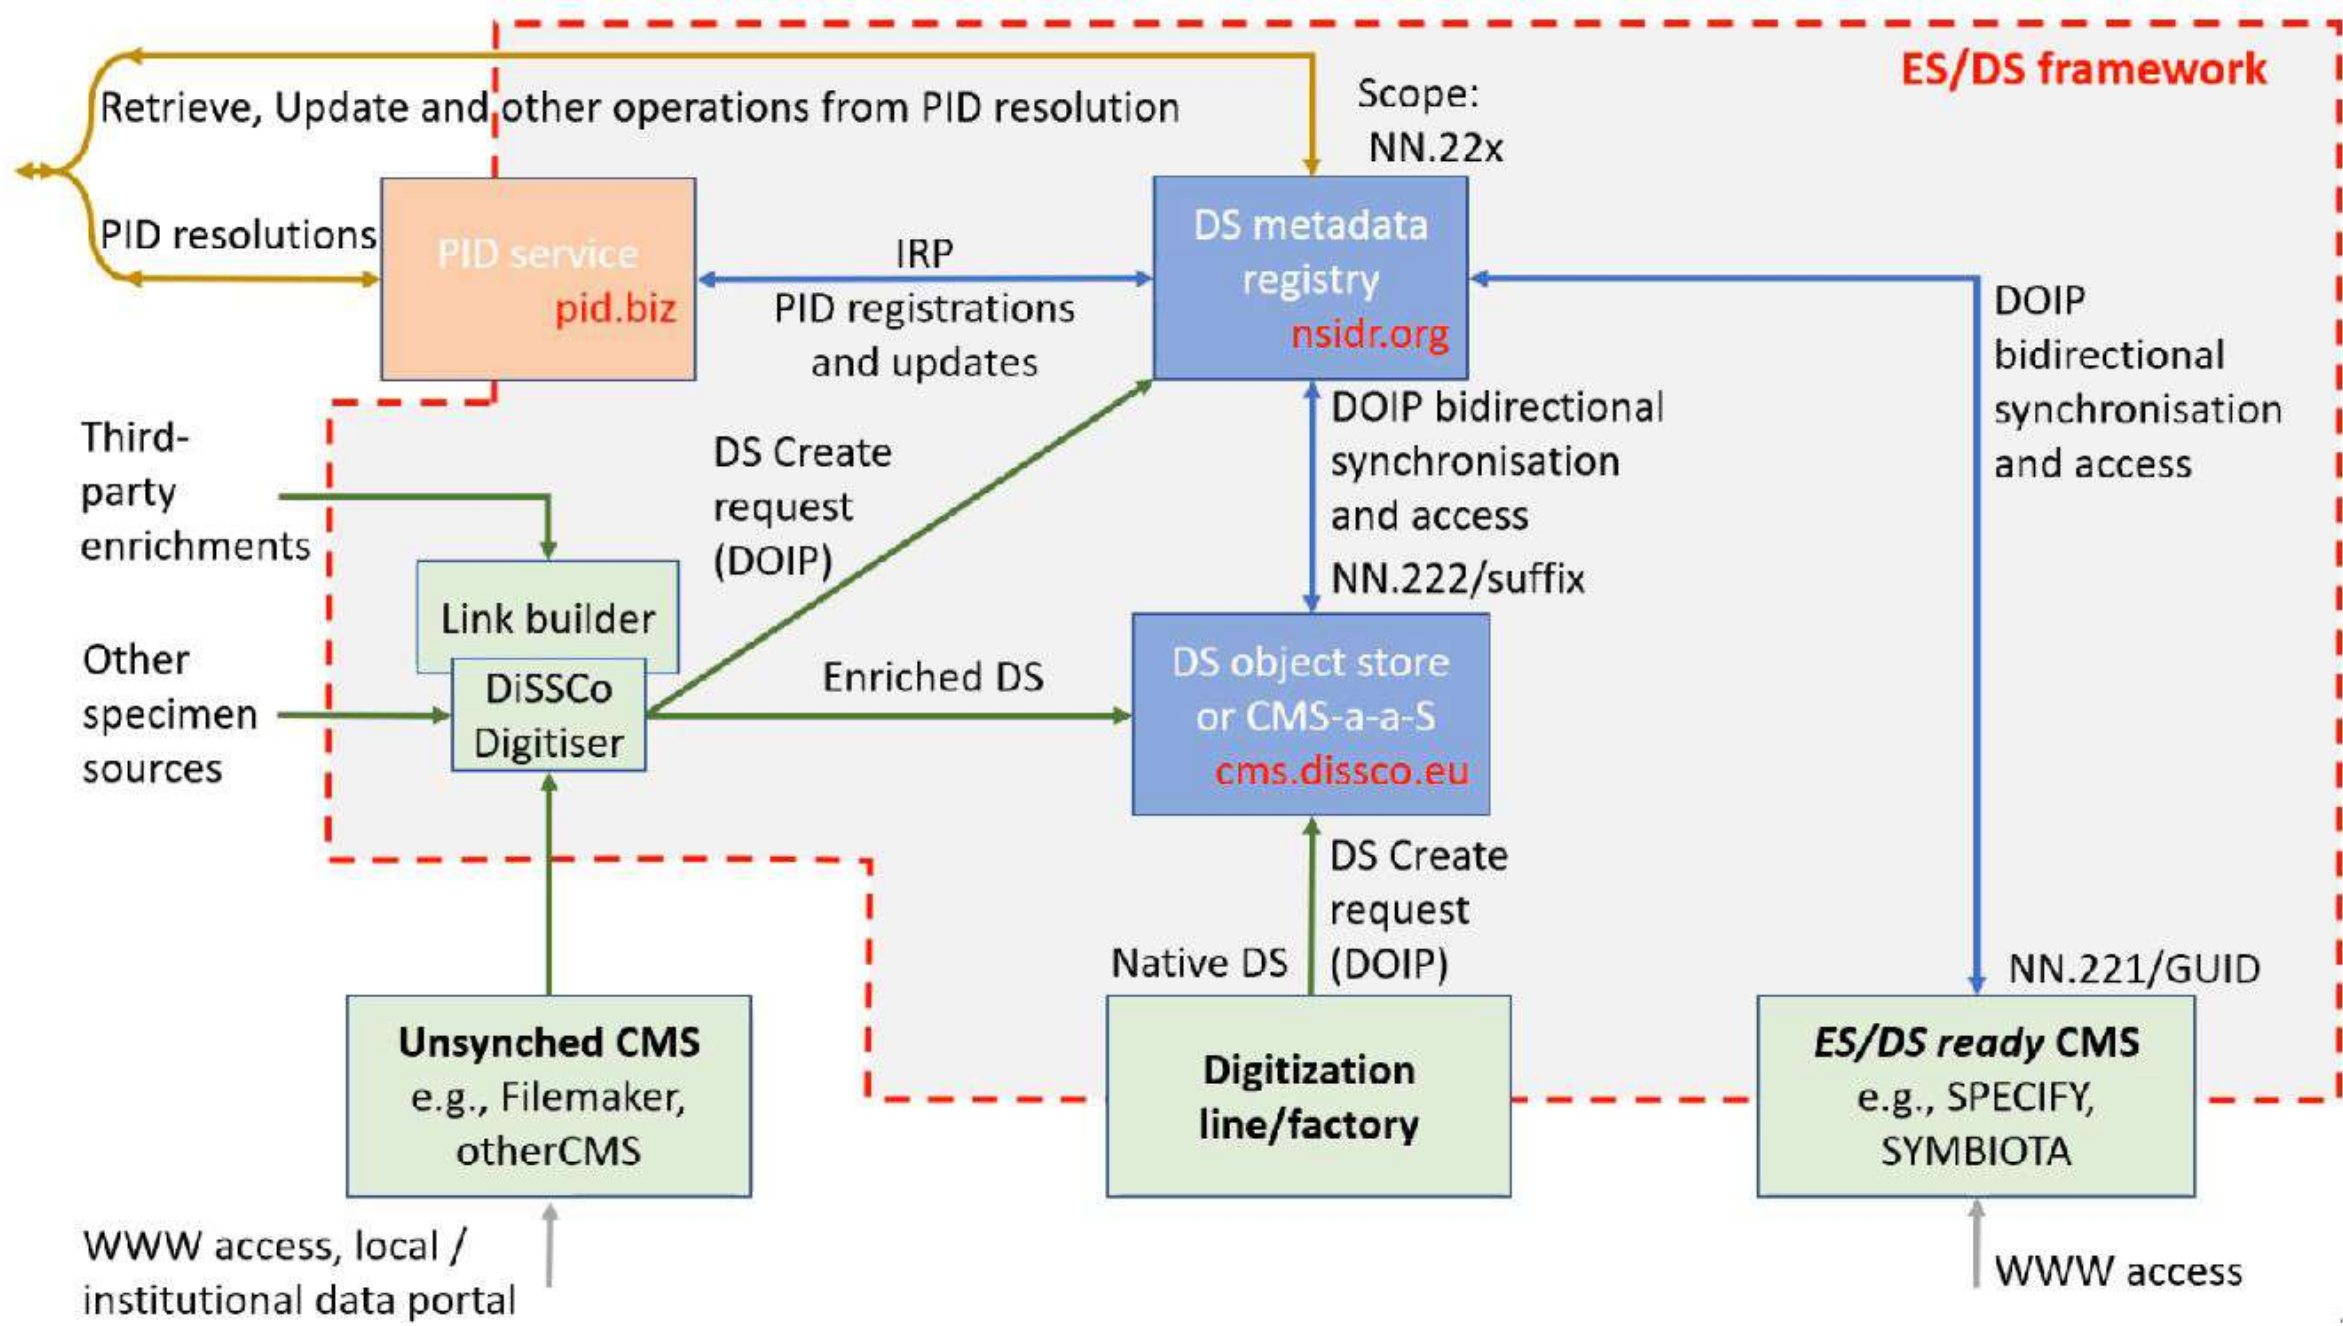 ES/DS framework
Retrieve, Update and other operations from PID resolution
Scope:
NN.22x
PID resolutions
PID service
pid.biz
IRP
PID registrations
and updates
DS metadata
registry
nsidr.org
DOIP
bidirectional
synchronisation
and access
Third-
party
enrichments
DS Create
request
(DOIP)
DOIP bidirectional
synchronisation
and access
NN.222/suffix
Link builder
Other
specimen
sources
DiSSCo
Digitiser
Enriched DS
DS object store
or CMS-a-a-S
cms.dissco.eu
DS Create
request
(DOIP)
Native DS
NN.221/GUID
Unsynched CMS
e.g., Filemaker,
otherCMS
Digitization
line/factory
ES/DS ready CMS
e.g., SPECIFY,
SYMBIOTA
WWW access, local /
institutional data portal
WWW access